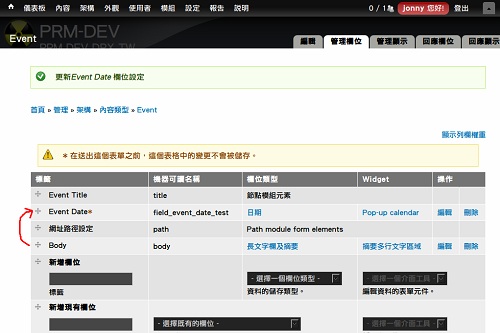 儀表板 內容 架構 外觀 使用者 模組 設定 報告 說明 0 / 1 jonny 您好! 登出
PRM-DEV
Event
編輯 管理欄位 管理顯示 回應欄位 回應顯示
更新Event Date 欄位設定
首頁 » 管理 » 架構 » 內容類型 » Event
顯示列欄權重
* 在送出這個表單之前，這個表格中的變更不會被儲存。
標籤 機器可讀名稱 欄位類型 Widget 操作
Event Title title 節點模組元素
Event Date* field_event_date_test 日期 Pop-up calendar 編輯 刪除
網址路徑設定 path Path module form elements
Body body 長文字欄及摘要 摘要多行文字區域 編輯 刪除
新增欄位
- 選擇一個欄位類型 - - 選擇一個介面工具 -
標籤 資料的儲存類型。 編輯資料的表單元件。
新增現有欄位
- 選擇既有的欄位 - - 選擇一個介面工具 -